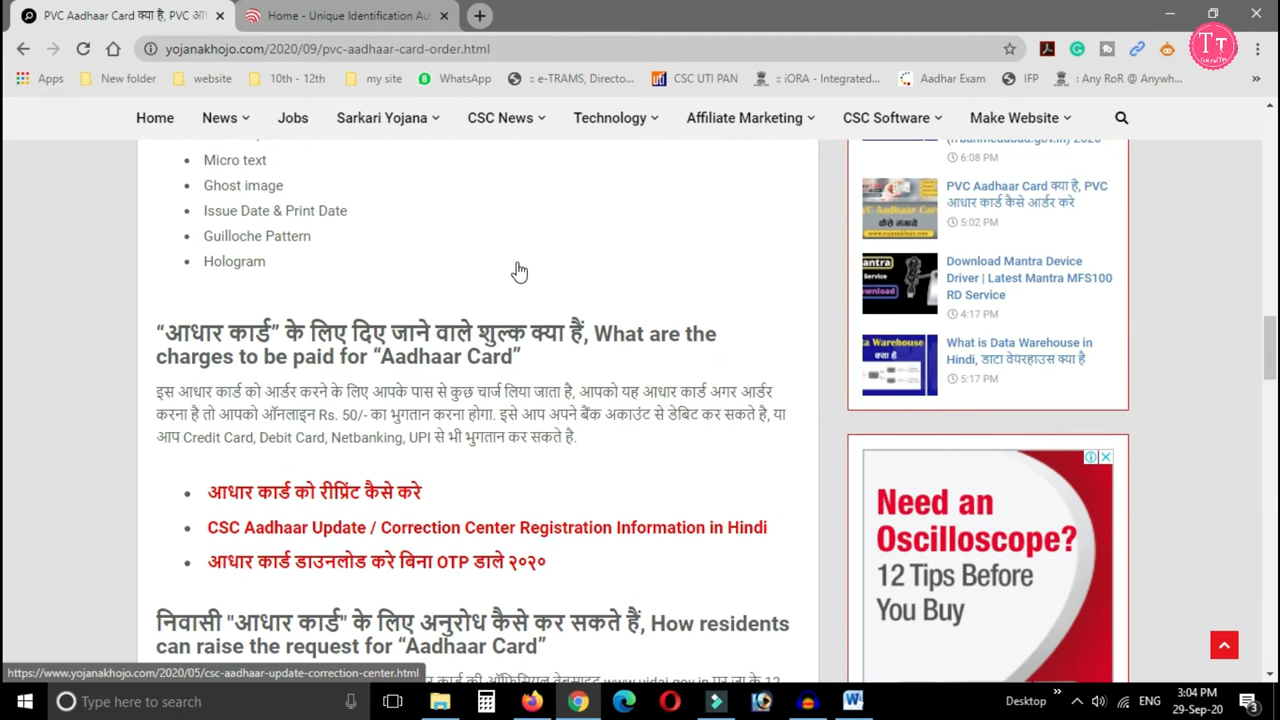 PVC Aadhaar Card क्या है, PVC आ
Home - Unique Identification Au
yojanakhojo.com/2020/09/pvc-aadhaar-card-order.html
Tt
Apps
New folder
website
10th - 12th
my site
WhatsApp
:: e-TRAMS, Directo...
CSC UTI PAN
:: iORA - Integrated...
Aadhar Exam
IFP
: Any RoR @ Anywh...
Home
News
Jobs
Sarkari Yojana
CSC News
Technology
Affiliate Marketing
CSC Software
Make Website
Micro text
Ghost image
Issue Date & Print Date
Guilloche Pattern
Hologram
“आधार कार्ड” के लिए दिए जाने वाले शुल्क क्या हैं, What are the
charges to be paid for “Aadhaar Card”
इस आधार कार्ड को आर्डर करने के लिए आपके पास से कुछ चार्ज लिया जाता है, आपको यह आधार कार्ड अगर आर्डर
करना है तो आपको ऑनलाइन Rs. 50/- का भुगतान करना होगा. इसे आप अपने बैंक अकाउंट से डेबिट कर सकते है, या
आप Credit Card, Debit Card, Netbanking, UPI से भी भुगतान कर सकते है.
आधार कार्ड को रीप्रिंट कैसे करे
CSC Aadhaar Update / Correction Center Registration Information in Hindi
आधार कार्ड डाउनलोड करे बिना OTP डाले २०२०
निवासी "आधार कार्ड" के लिए अनुरोध कैसे कर सकते हैं, How residents
can raise the request for “Aadhaar Card”
6:08 PM
PVC Aadhaar Card क्या है, PVC
आधार कार्ड कैसे आर्डर करे
5:02 PM
Download Mantra Device
Driver | Latest Mantra MFS100
RD Service
4:17 PM
What is Data Warehouse in
Hindi, डाटा वेयरहाउस क्या है
5:17 PM
Need an
Oscilloscope?
12 Tips Before
You Buy
https://www.yojanakhojo.com/2020/05/csc-aadhaar-update-correction-center.html
Type here to search
Desktop
ENG
3:04 PM
29-Sep-20
3